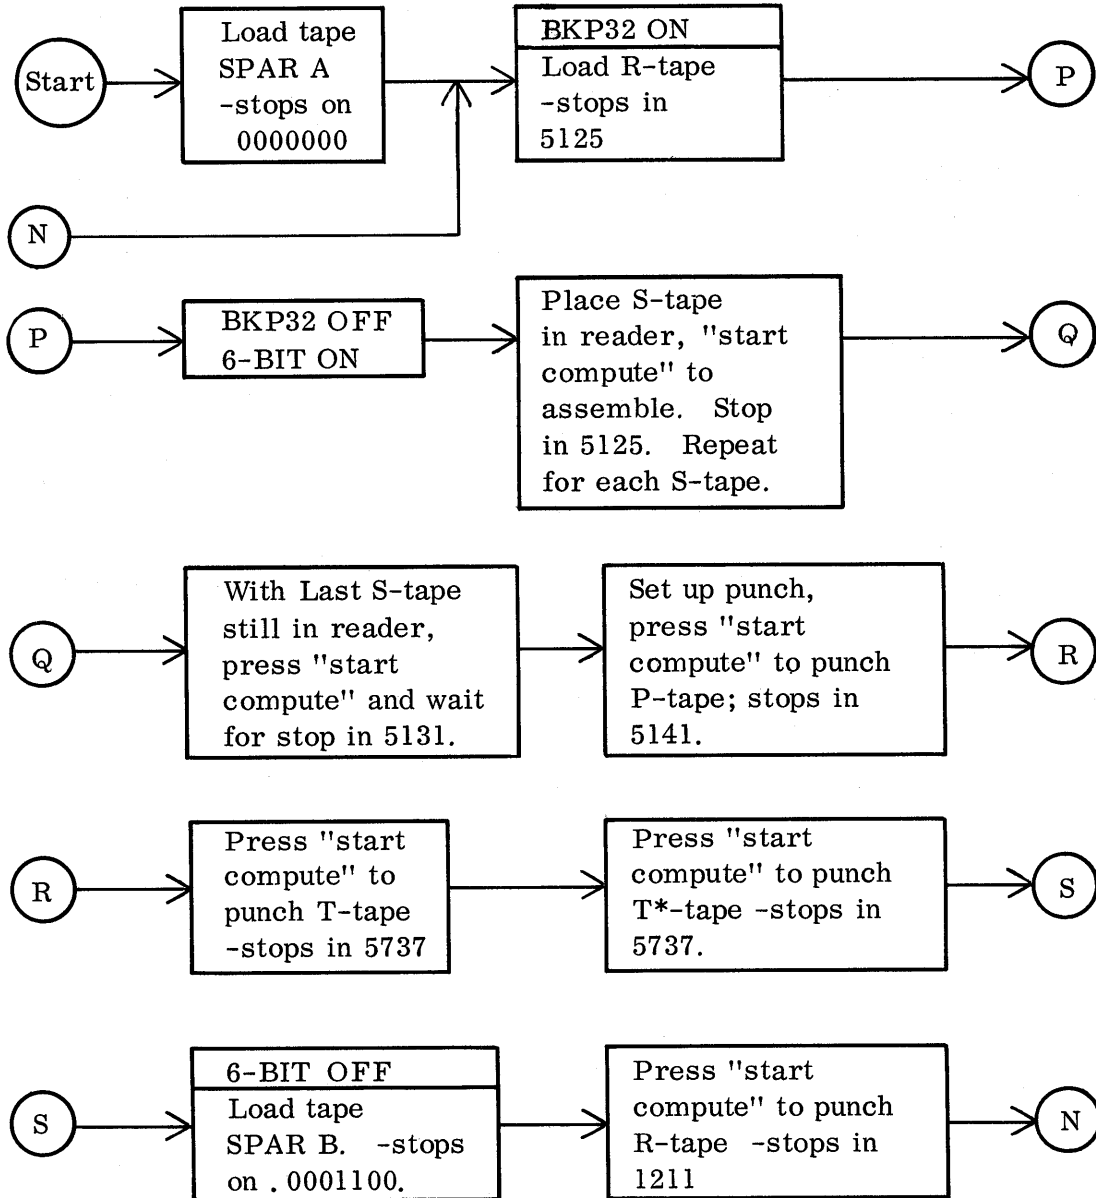 Start
Load tape
SPAR A
-stops on
0000000
BKP32 ON
Load R-tape
-stops in
5125
P
N
P
BKP32 OFF
6-BIT ON
Place S-tape
in reader, "start
compute" to
assemble. Stop
in 5125. Repeat
for each S-tape.
Q
Q
With Last S-tape
still in reader,
press "start
compute" and wait
for stop in 5131.
Set up punch,
press "start
compute" to punch
P-tape; stops in
5141.
R
R
Press "start
compute" to
punch T-tape
-stops in 5737
Press "start
compute" to punch
T*-tape -stops in
5737.
S
S
6-BIT OFF
Load tape
SPAR B. -stops
on . 0001100.
Press "start
compute" to punch
R-tape -stops in
1211
N